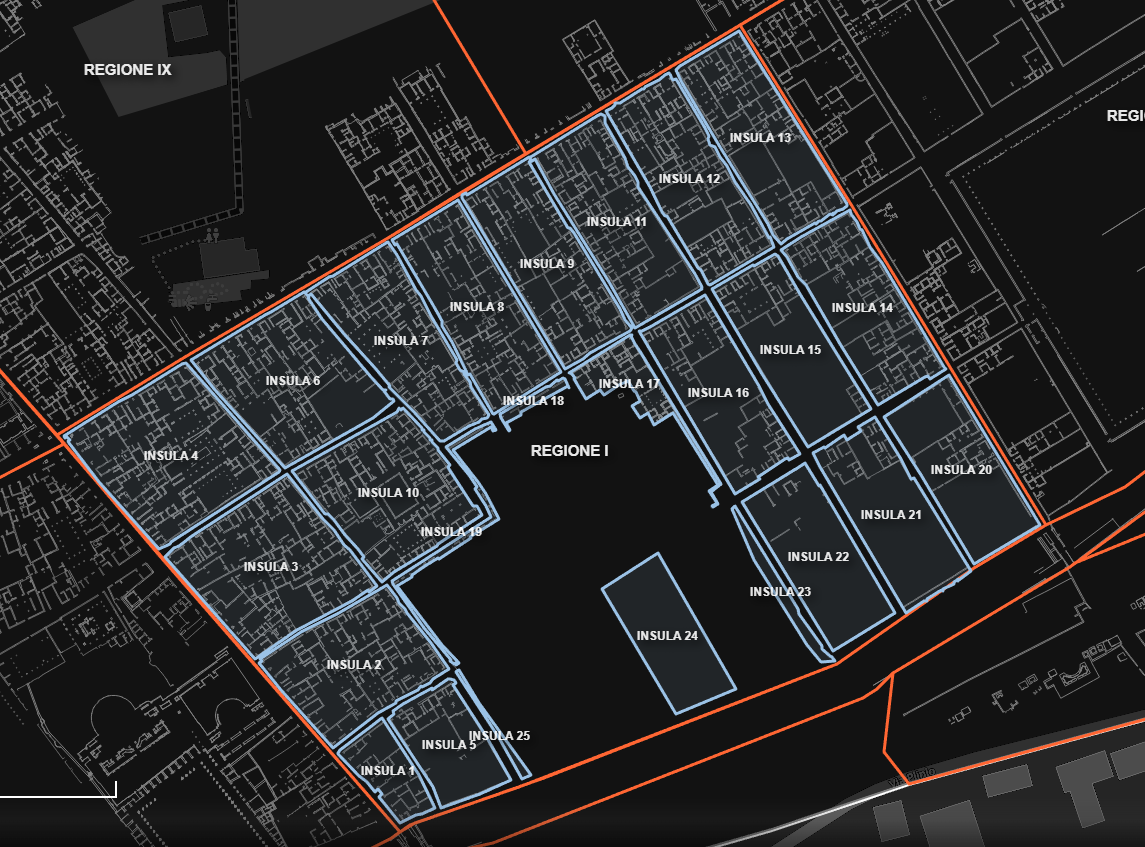 REGIONE IX
REGI
INSULA 13
INSULA 12
INSULA 11
INSULA 9
INSULA 8
INSULA 14
INSULA 7
INSULA 15
INSULA 6
INSULA 17
INSULA 16
INSULA 18
REGIONE I
INSULA 4
INSULA 20
INSULA 10
INSULA 21
INSULA 19
INSULA 22
INSULA 3
INSULA 23
INSULA 24
INSULA 2
INSULA 25
INSULA 5
INSULA 1